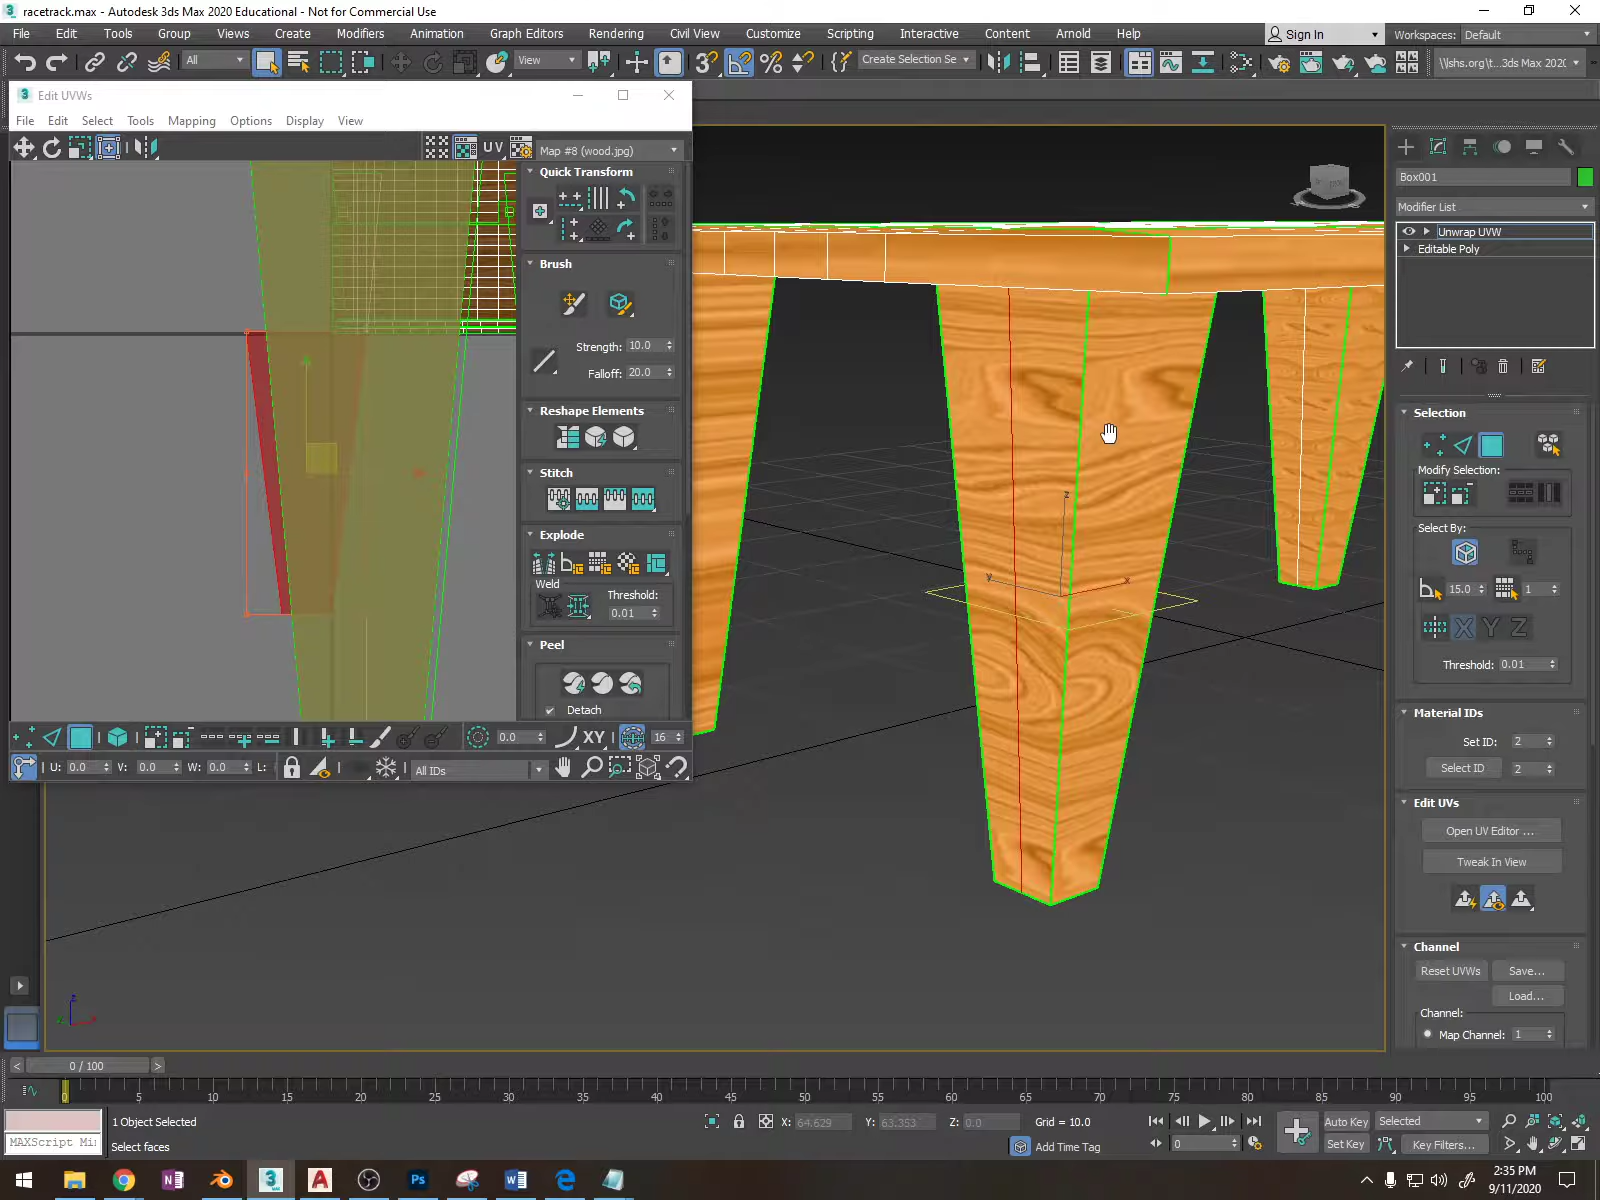 racetrack.max - Autodesk 3ds Max 2020 Educational - Not for Commercial Use
File Edit Tools Group Views Create Modifiers Animation Graph Editors Rendering Civil View Customize Scripting Interactive Content Arnold Help
Sign In Workspaces: Default
All View Create Selection Se \\lshs.org\t...3ds Max 202
Edit UVWs
File Edit Select Tools Mapping Options Display View
UV Map #8 (wood.jpg)
Quick Transform
Brush
Strength: 10.0
Falloff: 20.0
Reshape Elements
Stitch
Explode
Weld
Threshold:
0.01
Peel
Detach
0.0 XY 16
U: 0.0 V: 0.0 W: 0.0 L: All IDs
z
y x
Box001
Modifier List
Unwrap UVW
Editable Poly
Selection
Modify Selection:
Select By:
15.0 1
X Y Z
Threshold: 0.01
Material IDs
Set ID: 2
Select ID 2
Edit UVs
Open UV Editor ...
Tweak In View
Channel
Reset UVWs Save...
Load...
Channel:
Map Channel: 1
< 0 / 100 >
0 5 10 15 20 25 30 35 40 45 50 55 60 65 70 75 80 85 90 95 100
1 Object Selected X: 64.629 Y: 63.353 Z: 0.0 Grid = 10.0 Auto Key Selected
MAXScript Mi Select faces Add Time Tag 0 Set Key Key Filters...
2:35 PM
9/11/2020